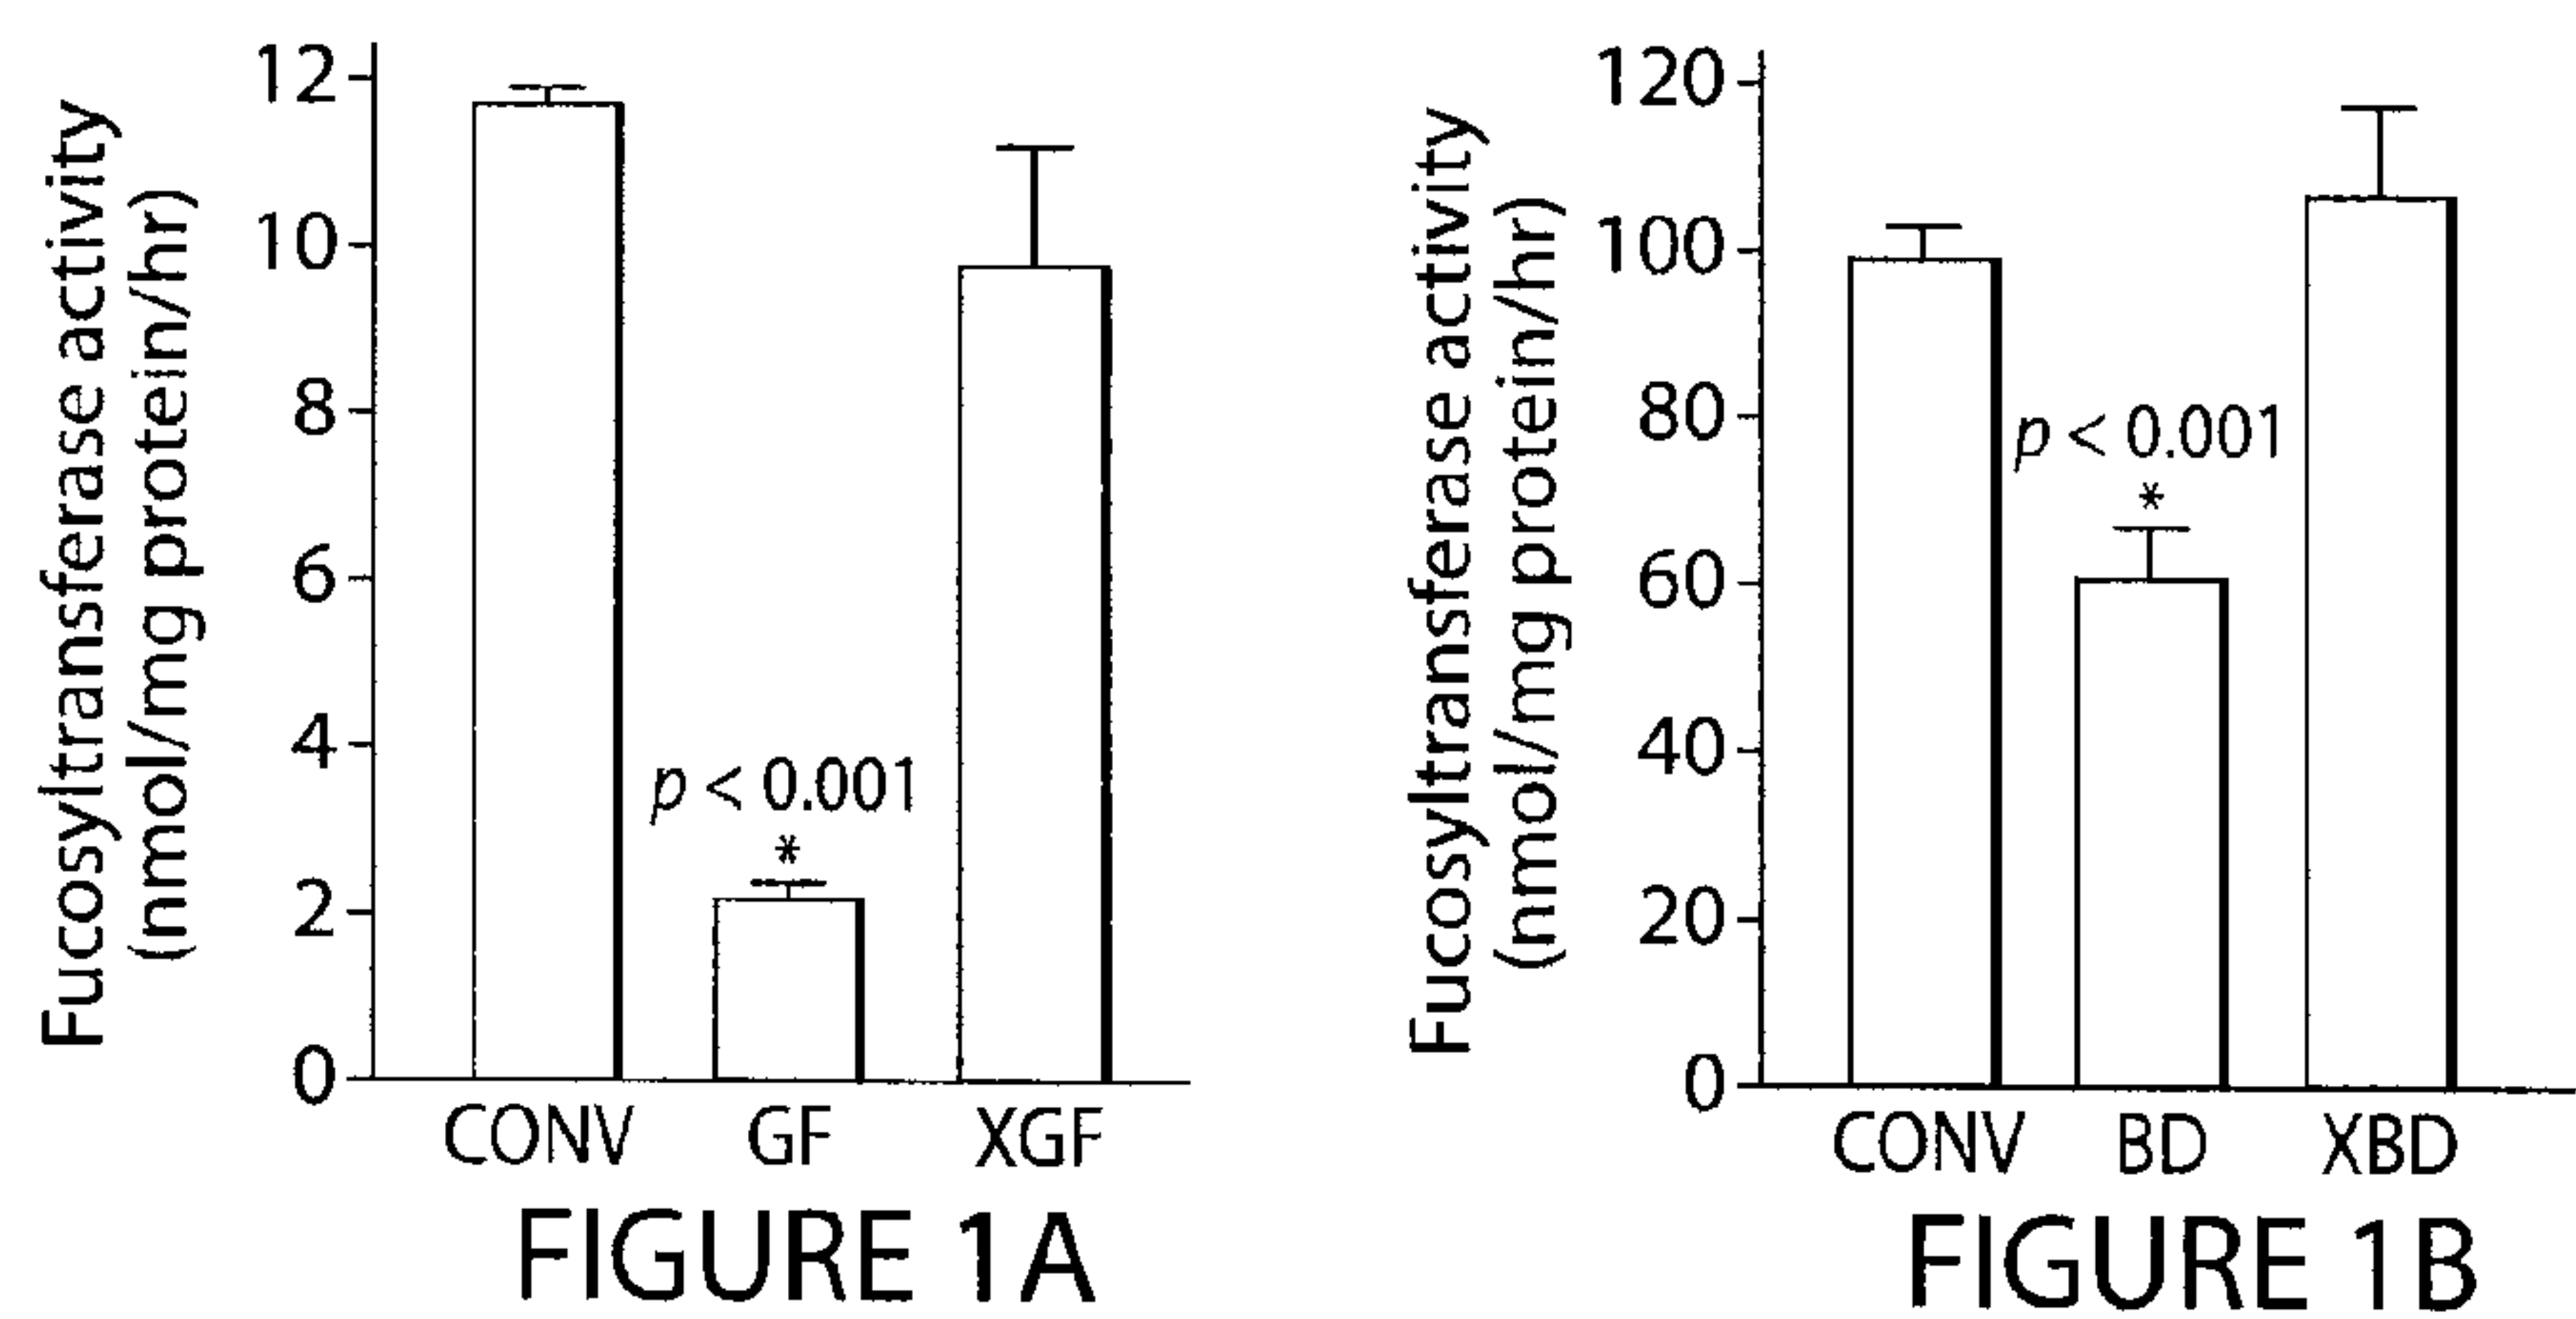 Fucosyltransferase activity
(nmol/mg protein/hr)
12
10
8
6
4
2
0
p < 0.001
*
CONV GF XGF
FIGURE 1A
Fucosyltransferase activity
(nmol/mg protein/hr)
120
100
80
60
40
20
0
p < 0.001
*
CONV BD XBD
FIGURE 1B